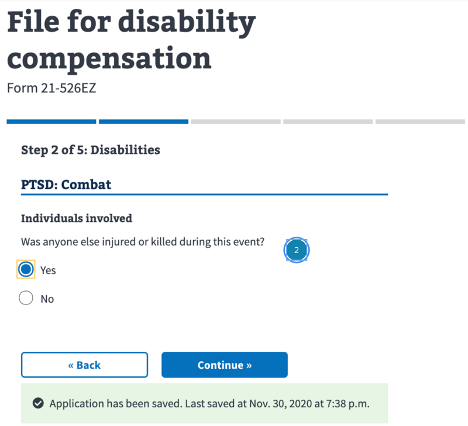 File for disability
compensation
Form 21-526EZ
Step 2 of 5: Disabilities
PTSD: Combat
Individuals involved
Was anyone else injured or killed during this event?
2
Yes
No
« Back
Continue »
Application has been saved. Last saved at Nov. 30, 2020 at 7:38 p.m.